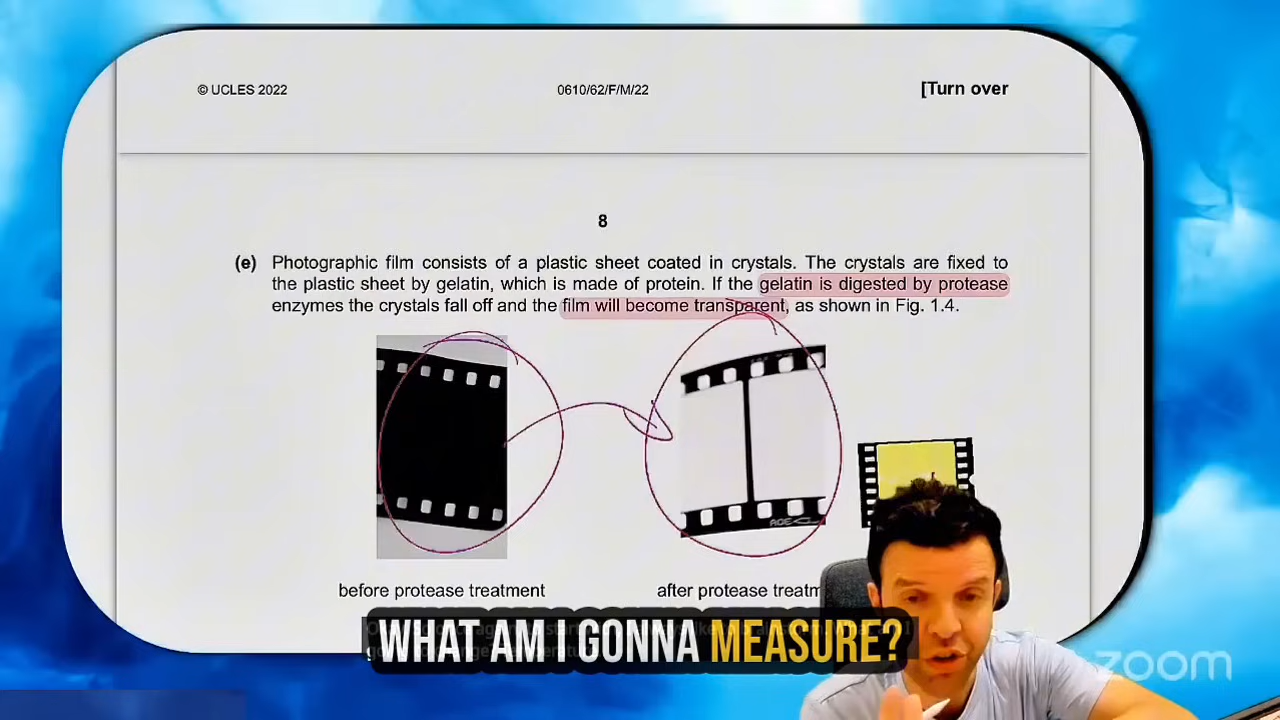 © UCLES 2022 0610/62/F/M/22 [Turn over
8
(e) Photographic film consists of a plastic sheet coated in crystals. The crystals are fixed to
the plastic sheet by gelatin, which is made of protein. If the gelatin is digested by protease
enzymes the crystals fall off and the film will become transparent, as shown in Fig. 1.4.
before protease treatment after protease treatm
WHAT AM I GONNA MEASURE?
zoom